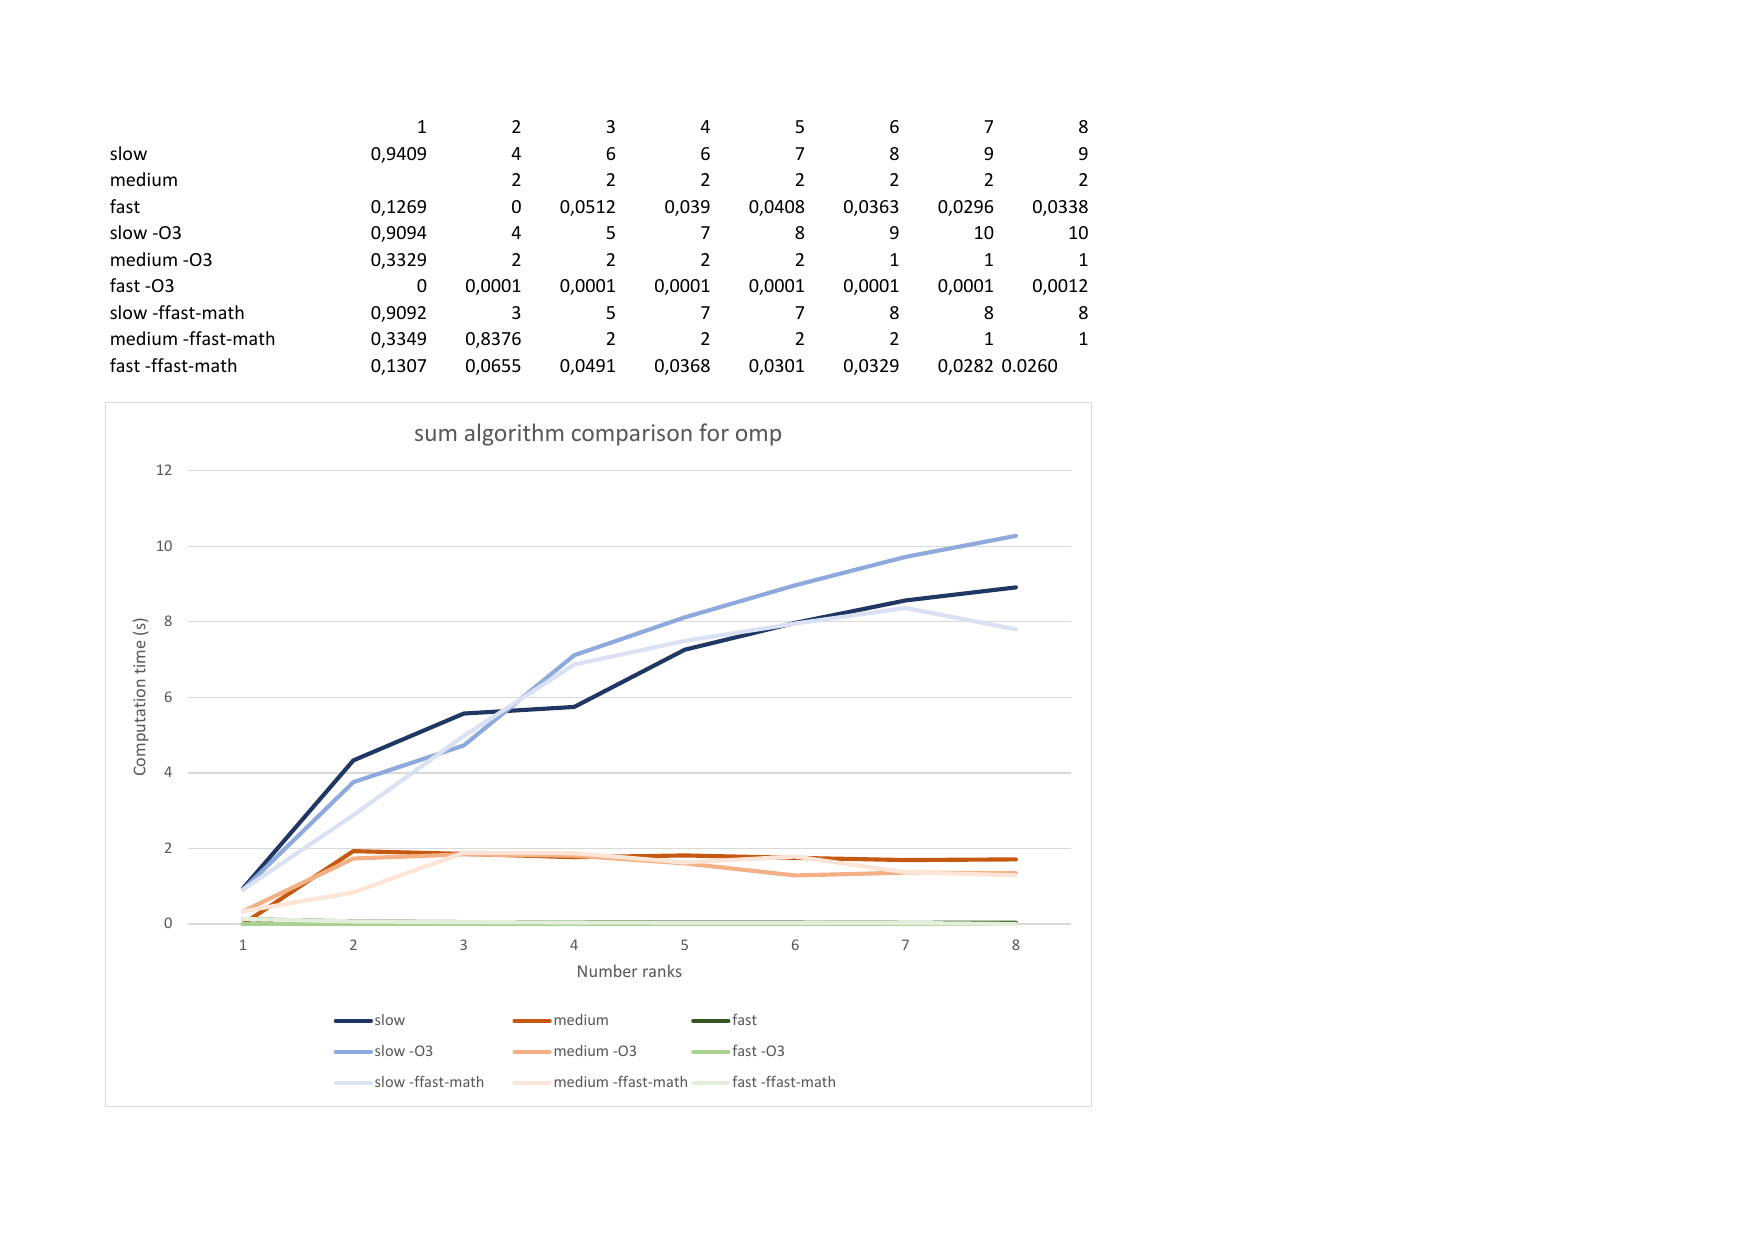 1 2 3 4 5 6 7 8
slow 0,9409 4 6 6 7 8 9 9
medium 2 2 2 2 2 2 2
fast 0,1269 0 0,0512 0,039 0,0408 0,0363 0,0296 0,0338
slow -O3 0,9094 4 5 7 8 9 10 10
medium -O3 0,3329 2 2 2 2 1 1 1
fast -O3 0 0,0001 0,0001 0,0001 0,0001 0,0001 0,0001 0,0012
slow -ffast-math 0,9092 3 5 7 7 8 8 8
medium -ffast-math 0,3349 0,8376 2 2 2 2 1 1
fast -ffast-math 0,1307 0,0655 0,0491 0,0368 0,0301 0,0329 0,0282 0.0260
sum algorithm comparison for omp
12
10
8
6
4
2
0
Computation time (s)
1 2 3 4 5 6 7 8
Number ranks
slow medium fast
slow -O3 medium -O3 fast -O3
slow -ffast-math medium -ffast-math fast -ffast-math